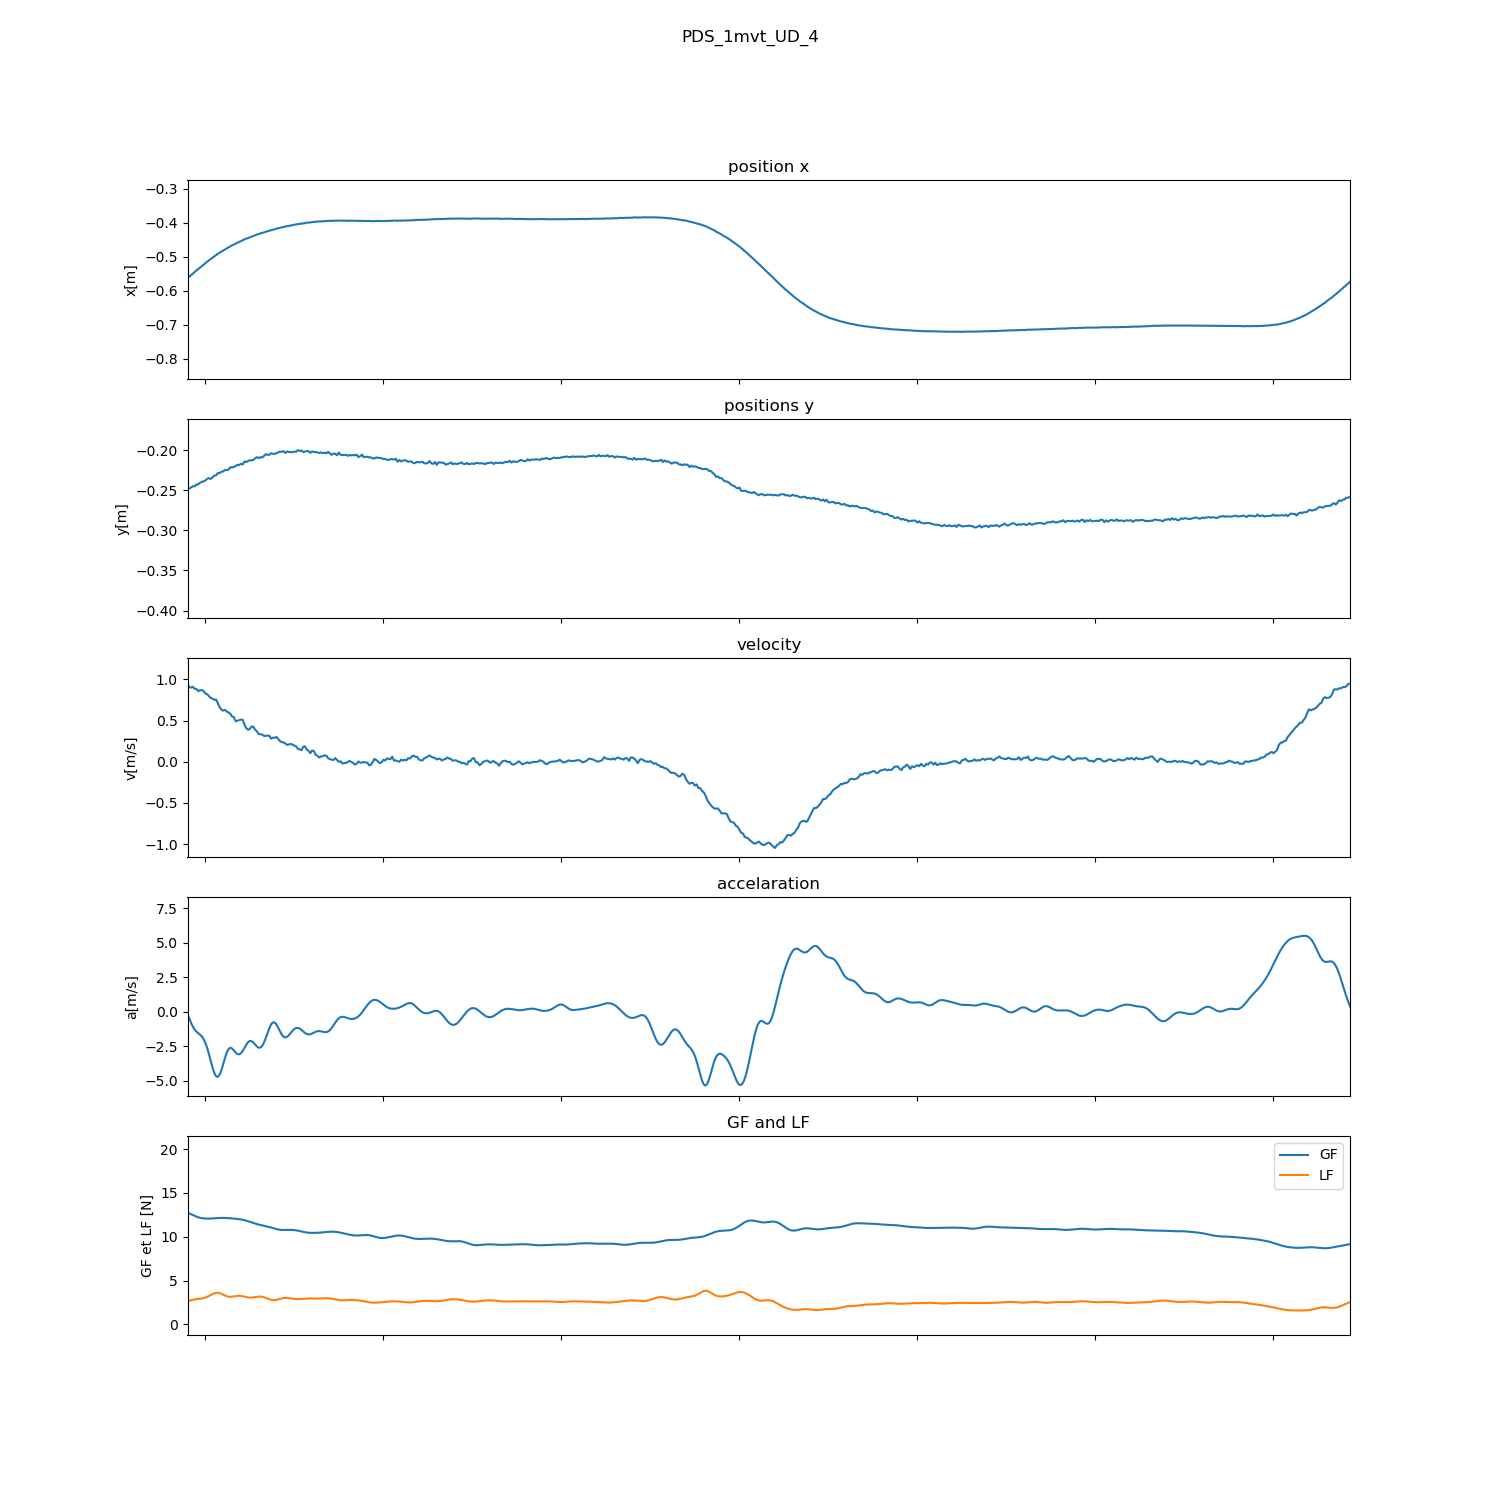 PDS_1mvt_UD_4
position x
−0.3
−0.4
−0.5
−0.6
−0.7
−0.8
x[m]
positions y
−0.20
−0.25
−0.30
−0.35
−0.40
y[m]
velocity
1.0
0.5
0.0
−0.5
−1.0
v[m/s]
accelaration
7.5
5.0
2.5
0.0
−2.5
−5.0
a[m/s]
GF and LF
20
15
10
5
0
GF et LF [N]
GF
LF